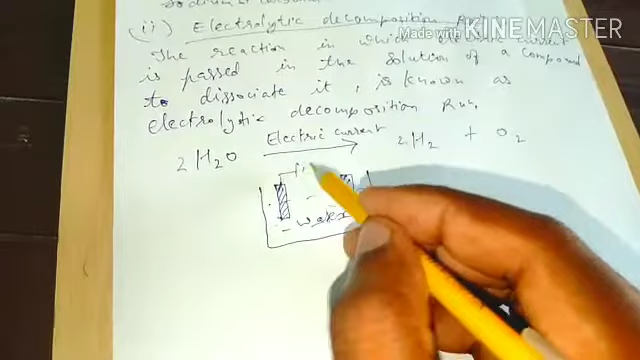 (ii) Electrolytic decomposition
Made with KINEMASTER
The reaction in which electric current
is passed in the solution of a compound
to dissociate it, is known as
electrolystic decomposition Rxn.
Electric current
2H₂O → 2H₂ + O₂
- water